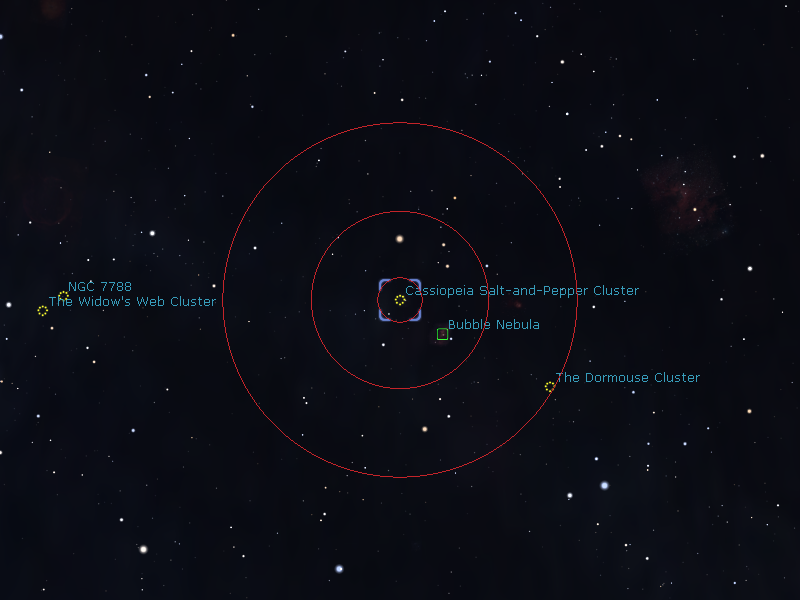 NGC 7788
Cassiopeia Salt-and-Pepper Cluster
The Widow's Web Cluster
Bubble Nebula
The Dormouse Cluster